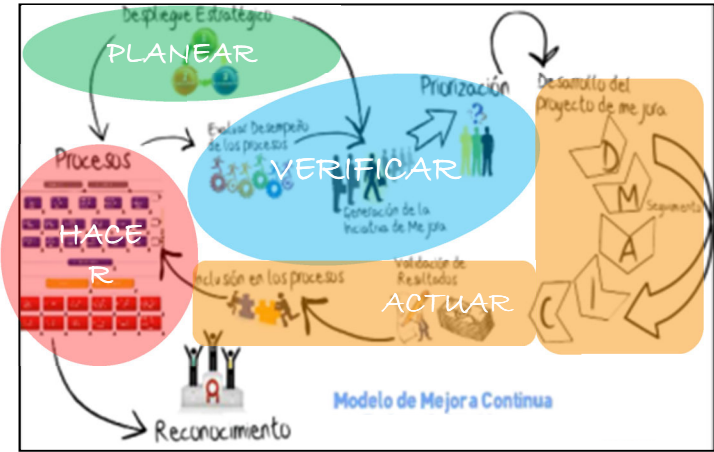 Despliegue Estratégico
PLANEAR
Priorización
Desarrollo del
proyecto de mejora
Evaluar Desempeño
de los procesos
VERIFICAR
Procesos
D
M
Seguimiento
A
I
C
Generación de la
Iniciativa de Mejora
HACE
R
Inclusión en los procesos
Validación de
Resultados
ACTUAR
Modelo de Mejora Continua
Reconocimiento